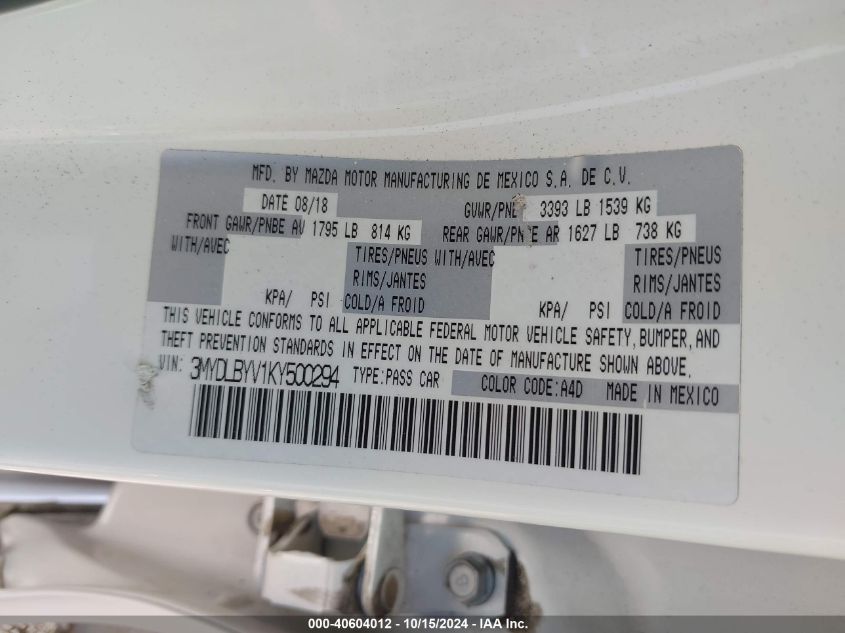 MFD. BY MAZDA MOTOR MANUFACTURING DE MEXICO S.A. DE C.V.
DATE 08/18 GVWR/PNBV 3393 LB 1539 KG
FRONT GAWR/PNBE AV 1795 LB 814 KG REAR GAWR/PNBE AR 1627 LB 738 KG
WITH/AVEC TIRES/PNEUS WITH/AVEC TIRES/PNEUS
RIMS/JANTES RIMS/JANTES
KPA/ PSI COLD/A FROID KPA/ PSI COLD/A FROID
THIS VEHICLE CONFORMS TO ALL APPLICABLE FEDERAL MOTOR VEHICLE SAFETY, BUMPER, AND
THEFT PREVENTION STANDARDS IN EFFECT ON THE DATE OF MANUFACTURE SHOWN ABOVE.
VIN: 3MYDLBYV1KY500294 TYPE:PASS CAR COLOR CODE:A4D MADE IN MEXICO
000-40604012 - 10/15/2024 - IAA Inc.